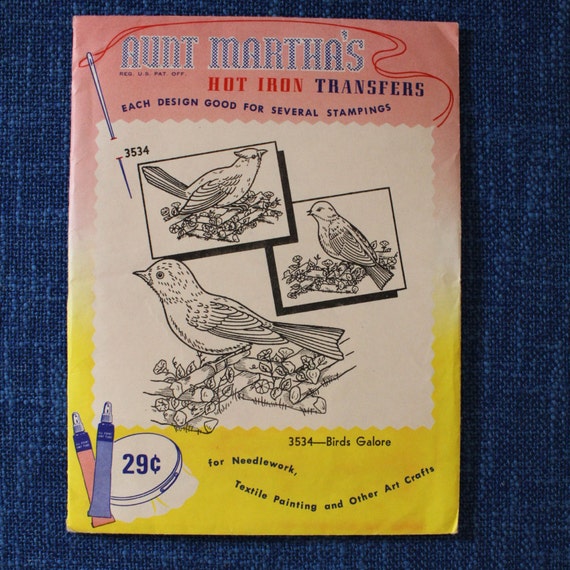 AUNT MARTHA'S
REG. U.S. PAT. OFF.
HOT IRON TRANSFERS
EACH DESIGN GOOD FOR SEVERAL STAMPINGS
3534
3534—Birds Galore
29¢
for Needlework,
Textile Painting and Other Art Crafts